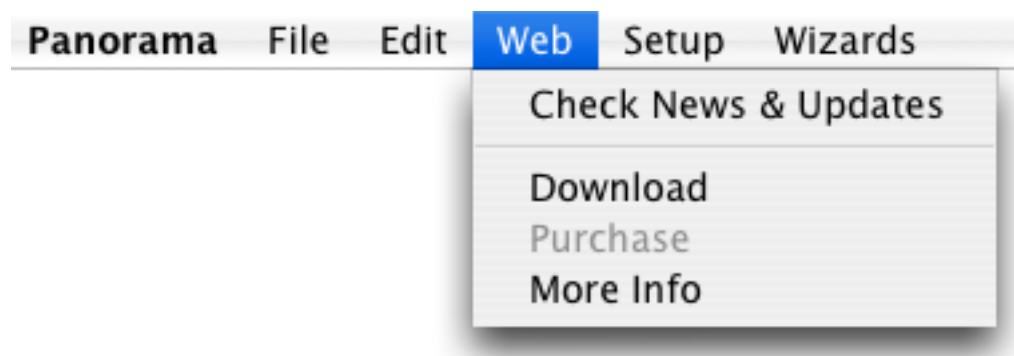 Panorama File Edit Web Setup Wizards
Check News & Updates
Download
Purchase
More Info